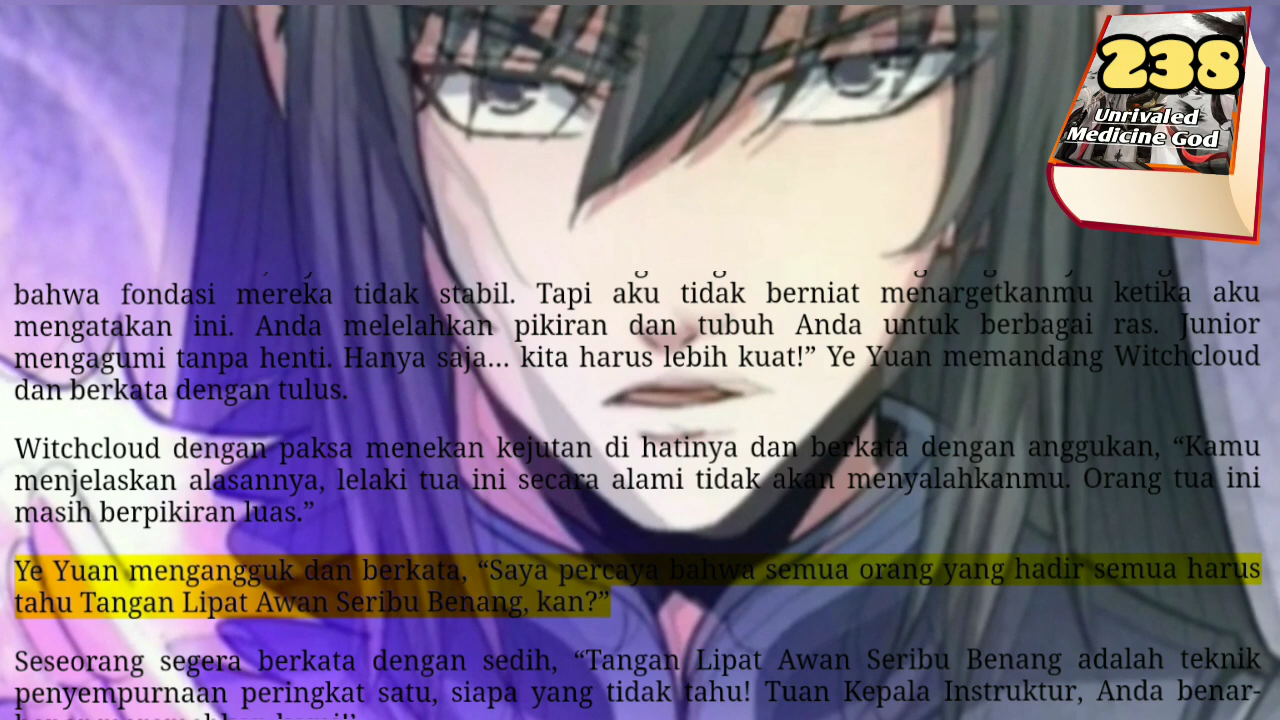 238
Unrivaled
Medicine God
bahwa fondasi mereka tidak stabil. Tapi aku tidak berniat menargetkanmu ketika aku
mengatakan ini. Anda melelahkan pikiran dan tubuh Anda untuk berbagai ras. Junior
mengagumi tanpa henti. Hanya saja... kita harus lebih kuat!” Ye Yuan memandang Witchcloud
dan berkata dengan tulus.
Witchcloud dengan paksa menekan kejutan di hatinya dan berkata dengan anggukan, “Kamu
menjelaskan alasannya, lelaki tua ini secara alami tidak akan menyalahkanmu. Orang tua ini
masih berpikiran luas.”
Ye Yuan mengangguk dan berkata, “Saya percaya bahwa semua orang yang hadir semua harus
tahu Tangan Lipat Awan Seribu Benang, kan?”
Seseorang segera berkata dengan sedih, “Tangan Lipat Awan Seribu Benang adalah teknik
penyempurnaan peringkat satu, siapa yang tidak tahu! Tuan Kepala Instruktur, Anda benar-